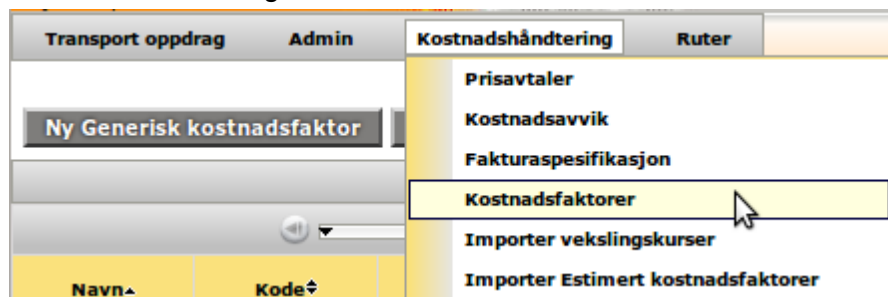 Transport oppdrag Admin Kostnadshåndtering Ruter
Prisavtaler
Ny Generisk kostnadsfaktor
Kostnadsavvik
Fakturaspesifikasjon
Kostnadsfaktorer
Importer vekslingskurser
Importer Estimert kostnadsfaktorer
Navn Kode